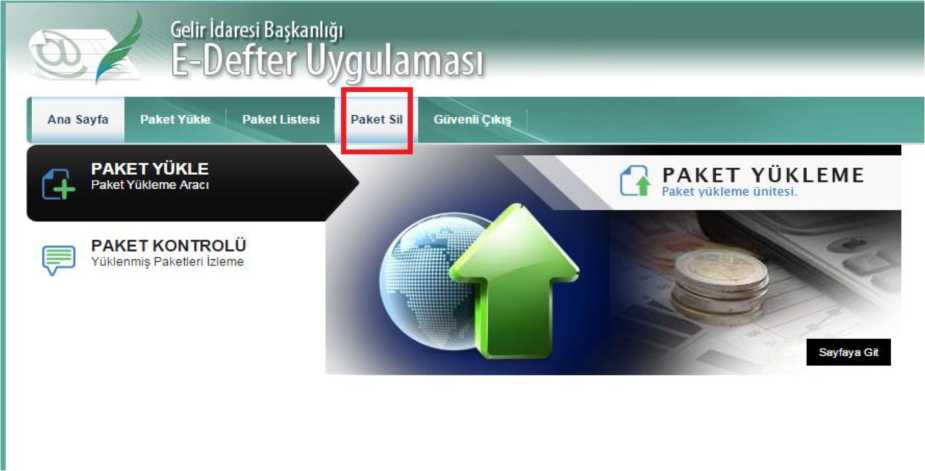 Gelir İdaresi Başkanlığı
E-Defter Uygulaması
Ana Sayfa
Paket Yükle
Paket Listesi
Paket Sil
Güvenli Çıkış
PAKET YÜKLE
Paket Yükleme Aracı
PAKET KONTROLÜ
Yüklenmiş Paketleri İzleme
PAKET YÜKLEME
Paket yükleme ünitesi.
Sayfaya Git